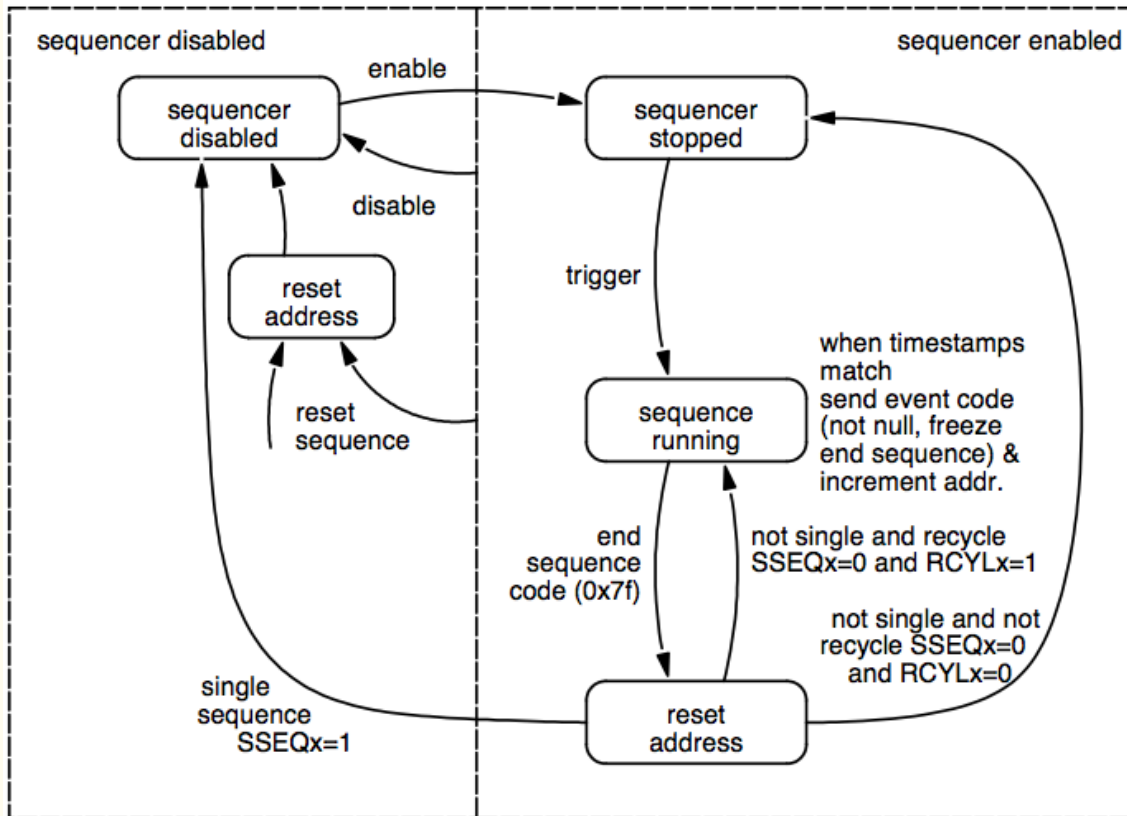 sequencer disabled
sequencer enabled
enable
sequencer
disabled
sequencer
stopped
disable
reset
address
trigger
when timestamps
match
send event code
(not null, freeze
end sequence) &
increment addr.
reset
sequence
sequence
running
end
sequence
code (0x7f)
not single and recycle
SSEQx=0 and RCYLx=1
not single and not
recycle SSEQx=0
and RCYLx=0
single
sequence
SSEQx=1
reset
address